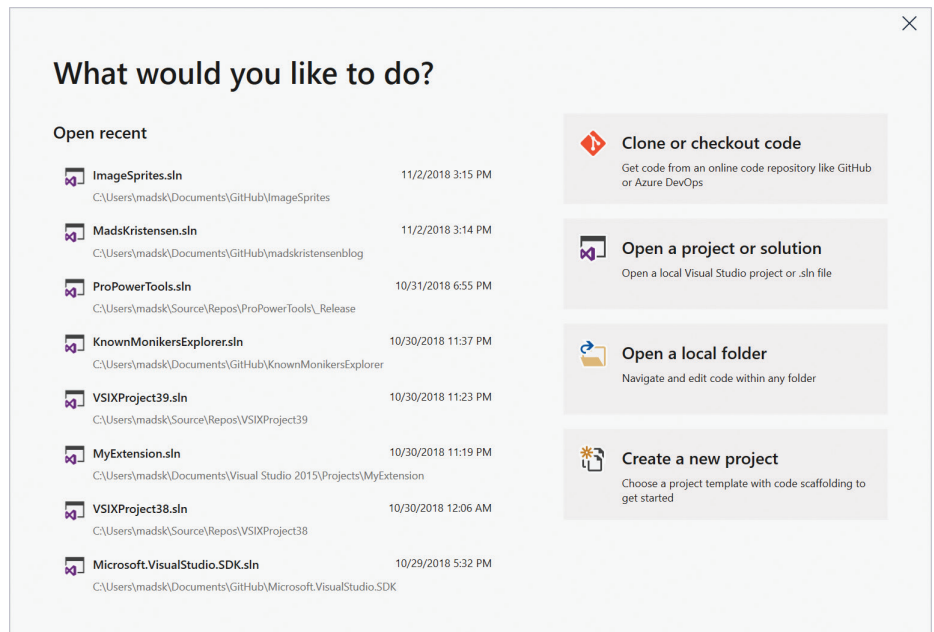 What would you like to do?
Open recent
ImageSprites.sln 11/2/2018 3:15 PM
C:\Users\madsk\Documents\GitHub\ImageSprites
MadsKristensen.sln 11/2/2018 3:14 PM
C:\Users\madsk\Documents\GitHub\madskristensenblog
ProPowerTools.sln 10/31/2018 6:55 PM
C:\Users\madsk\Source\Repos\ProPowerTools\_Release
KnownMonikersExplorer.sln 10/30/2018 11:37 PM
C:\Users\madsk\Documents\GitHub\KnownMonikersExplorer
VSIXProject39.sln 10/30/2018 11:23 PM
C:\Users\madsk\Source\Repos\VSIXProject39
MyExtension.sln 10/30/2018 11:19 PM
C:\Users\madsk\Documents\Visual Studio 2015\Projects\MyExtension
VSIXProject38.sln 10/30/2018 12:06 AM
C:\Users\madsk\Source\Repos\VSIXProject38
Microsoft.VisualStudio.SDK.sln 10/29/2018 5:32 PM
C:\Users\madsk\Documents\GitHub\Microsoft.VisualStudio.SDK
Clone or checkout code
Get code from an online code repository like GitHub
or Azure DevOps
Open a project or solution
Open a local Visual Studio project or .sln file
Open a local folder
Navigate and edit code within any folder
Create a new project
Choose a project template with code scaffolding to
get started